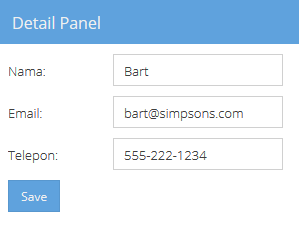 Detail Panel
Nama: Bart
Email: bart@simpsons.com
Telepon: 555-222-1234
Save